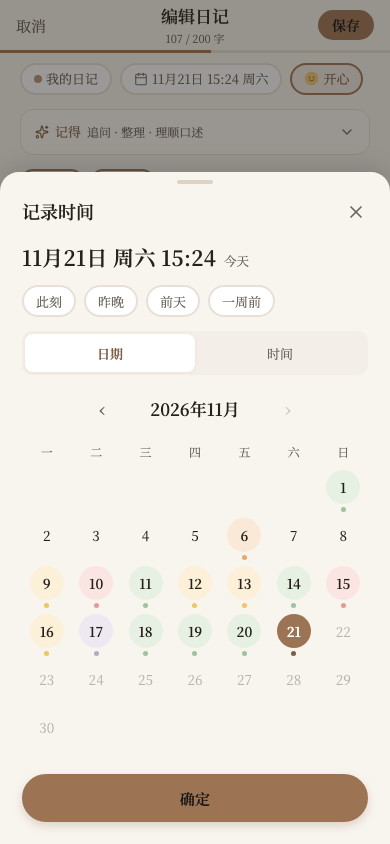 取消
编辑日记
107 / 200 字
保存
我的日记
11月21日 15:24 周六
开心
记得 追问 · 整理 · 理顺口述
记录时间
11月21日 周六 15:24 今天
此刻 昨晚 前天 一周前
日期 时间
2026年11月
一 二 三 四 五 六 日
1
2 3 4 5 6 7 8
9 10 11 12 13 14 15
16 17 18 19 20 21 22
23 24 25 26 27 28 29
30
确定